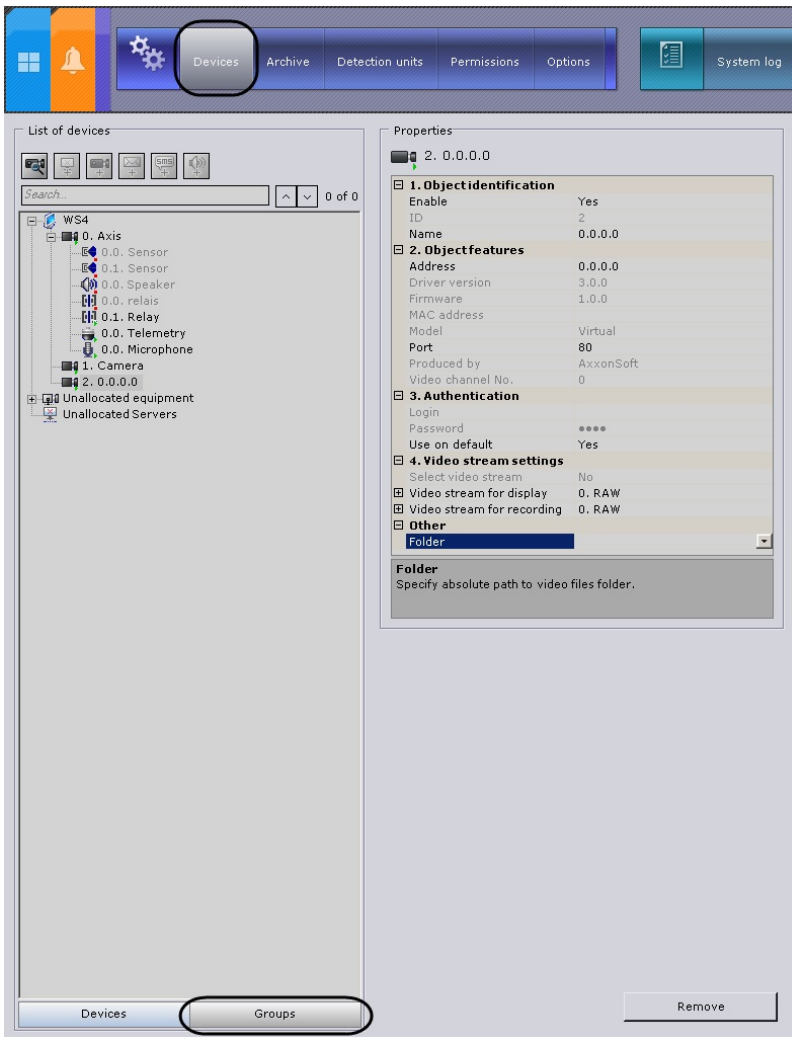 Devices Archive Detection units Permissions Options System log
List of devices
SMS
Search... 0 of 0
WS4
0. Axis
0.0. Sensor
0.1. Sensor
0.0. Speaker
0.0. relais
0.1. Relay
0.0. Telemetry
0.0. Microphone
1. Camera
2. 0.0.0.0
Unallocated equipment
Unallocated Servers
Devices Groups
Properties
2. 0.0.0.0
1. Object identification
Enable Yes
ID 2
Name 0.0.0.0
2. Object features
Address 0.0.0.0
Driver version 3.0.0
Firmware 1.0.0
MAC address
Model Virtual
Port 80
Produced by AxxonSoft
Video channel No. 0
3. Authentication
Login
Password ●●●●
Use on default Yes
4. Video stream settings
Select video stream No
Video stream for display 0. RAW
Video stream for recording 0. RAW
Other
Folder
Folder
Specify absolute path to video files folder.
Remove